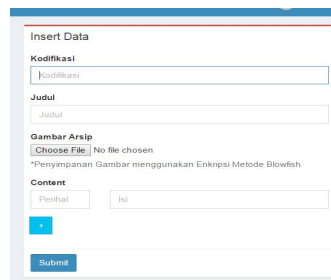 Insert Data
Kodifikasi
Kodifikasi
Judul
Judul
Gambar Arsip
Choose File No file chosen
*Penyimpanan Gambar menggunakan Enkripsi Metode Blowfish
Content
Perihal Isi
+
Submit